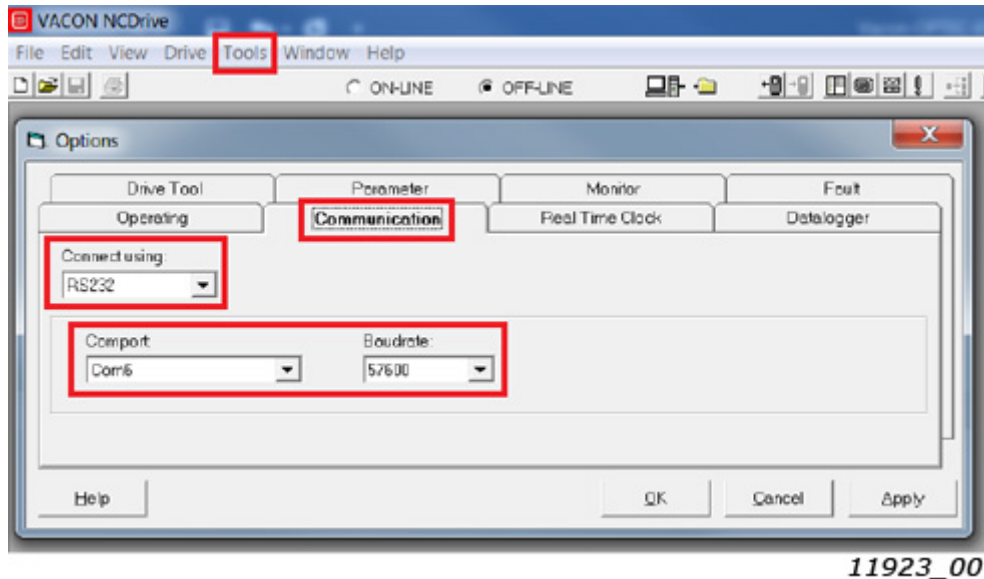 VACON NCDrive
File Edit View Drive Tools Window Help
ON-LINE OFF-LINE
Options
Drive Tool Parameter Monitor Fault
Operating Communication Real Time Clock Datalogger
Connect using:
RS232
Comport: Baudrate:
Com6 57600
Help OK Cancel Apply
11923_00